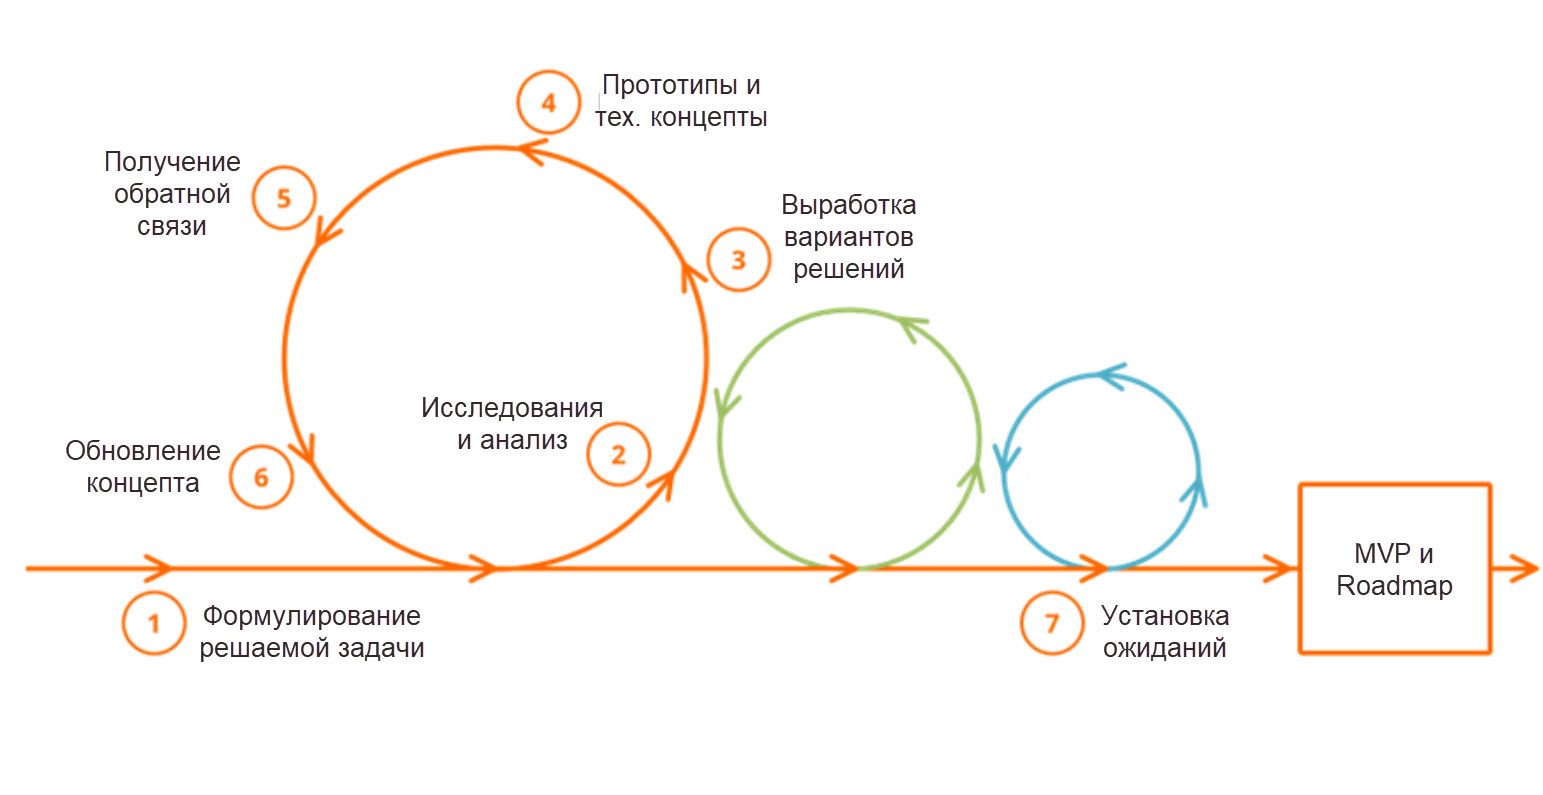 1
Формулирование
решаемой задачи
2
Исследования
и анализ
3
Выработка
вариантов
решений
4
Прототипы и
тех. концепты
5
Получение
обратной
связи
6
Обновление
концепта
7
Установка
ожиданий
MVP и
Roadmap